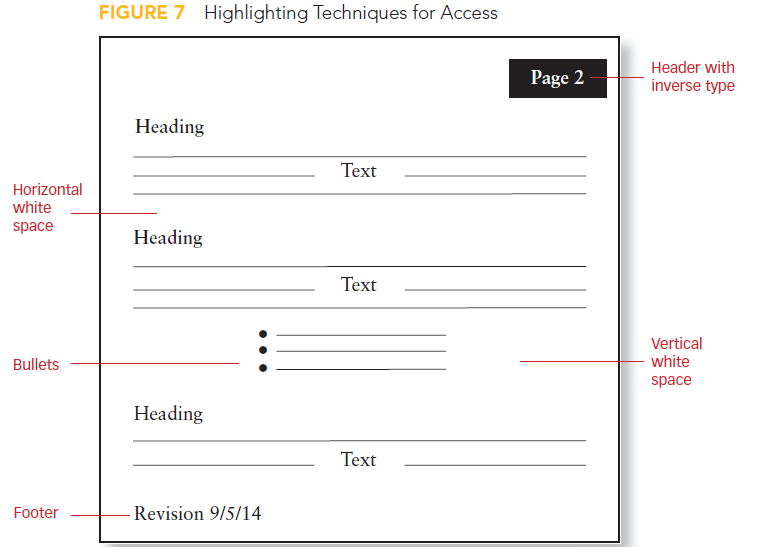 FIGURE 7 Highlighting Techniques for Access
Page 2
Header with
inverse type
Heading
Text
Horizontal
white
space
Heading
Text
Bullets
Vertical
white
space
Heading
Text
Footer
Revision 9/5/14